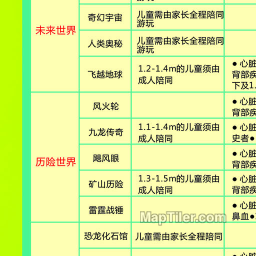 未来世界
奇幻宇宙
儿童需由家长全程陪同
游玩
人类奥秘
儿童需由家长全程陪同
游玩
飞越地球
1.2-1.4m的儿童须由
成人陪同
● 心脏
背部疾
下及1.
历险世界
风火轮
● 心脏
背部疾
九龙传奇
1.1-1.4m的儿童须由
成人陪同
● 心脏
史者●
飓风眼
● 心脏
背部疾
矿山历险
1.3-1.5m的儿童须由
成人陪同
● 心脏
背部疾
雷霆战锤
● 心脏
鼻血●
恐龙化石馆
儿童需由家长全程陪同
MapTiler.com